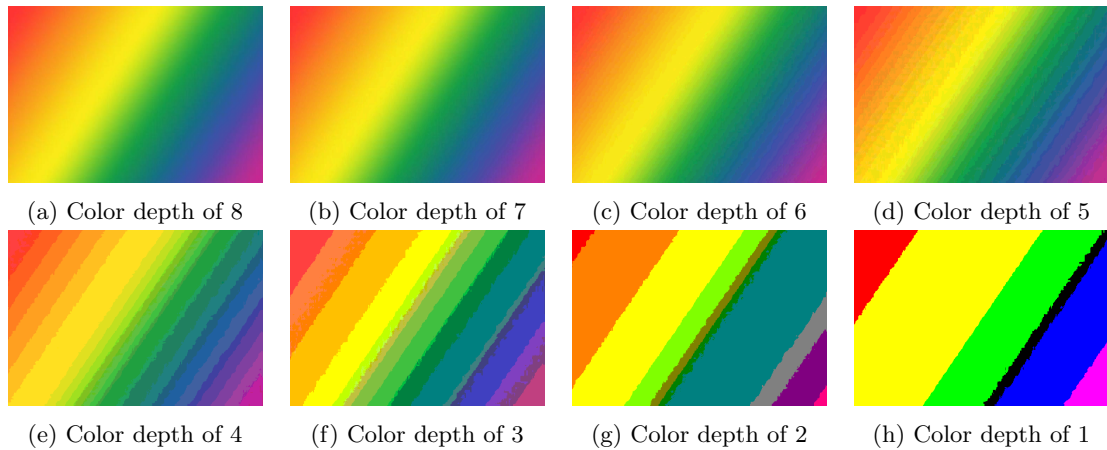 (a) Color depth of 8
(b) Color depth of 7
(c) Color depth of 6
(d) Color depth of 5
(e) Color depth of 4
(f) Color depth of 3
(g) Color depth of 2
(h) Color depth of 1